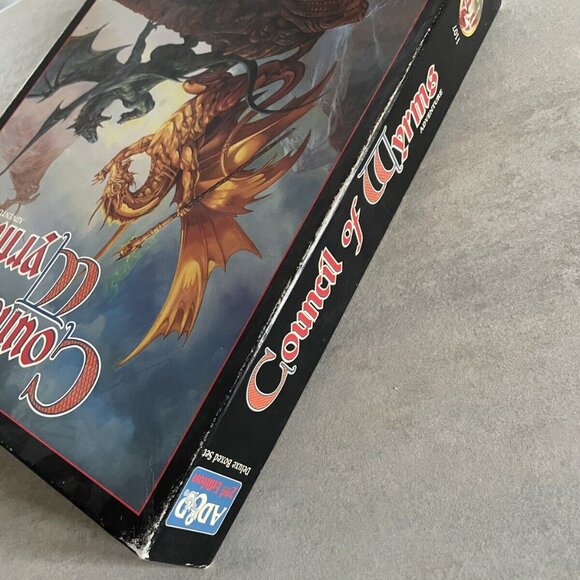 Council of Wyrms
ADVENTURE
Deluxe Boxed Set
AD&D
2nd Edition